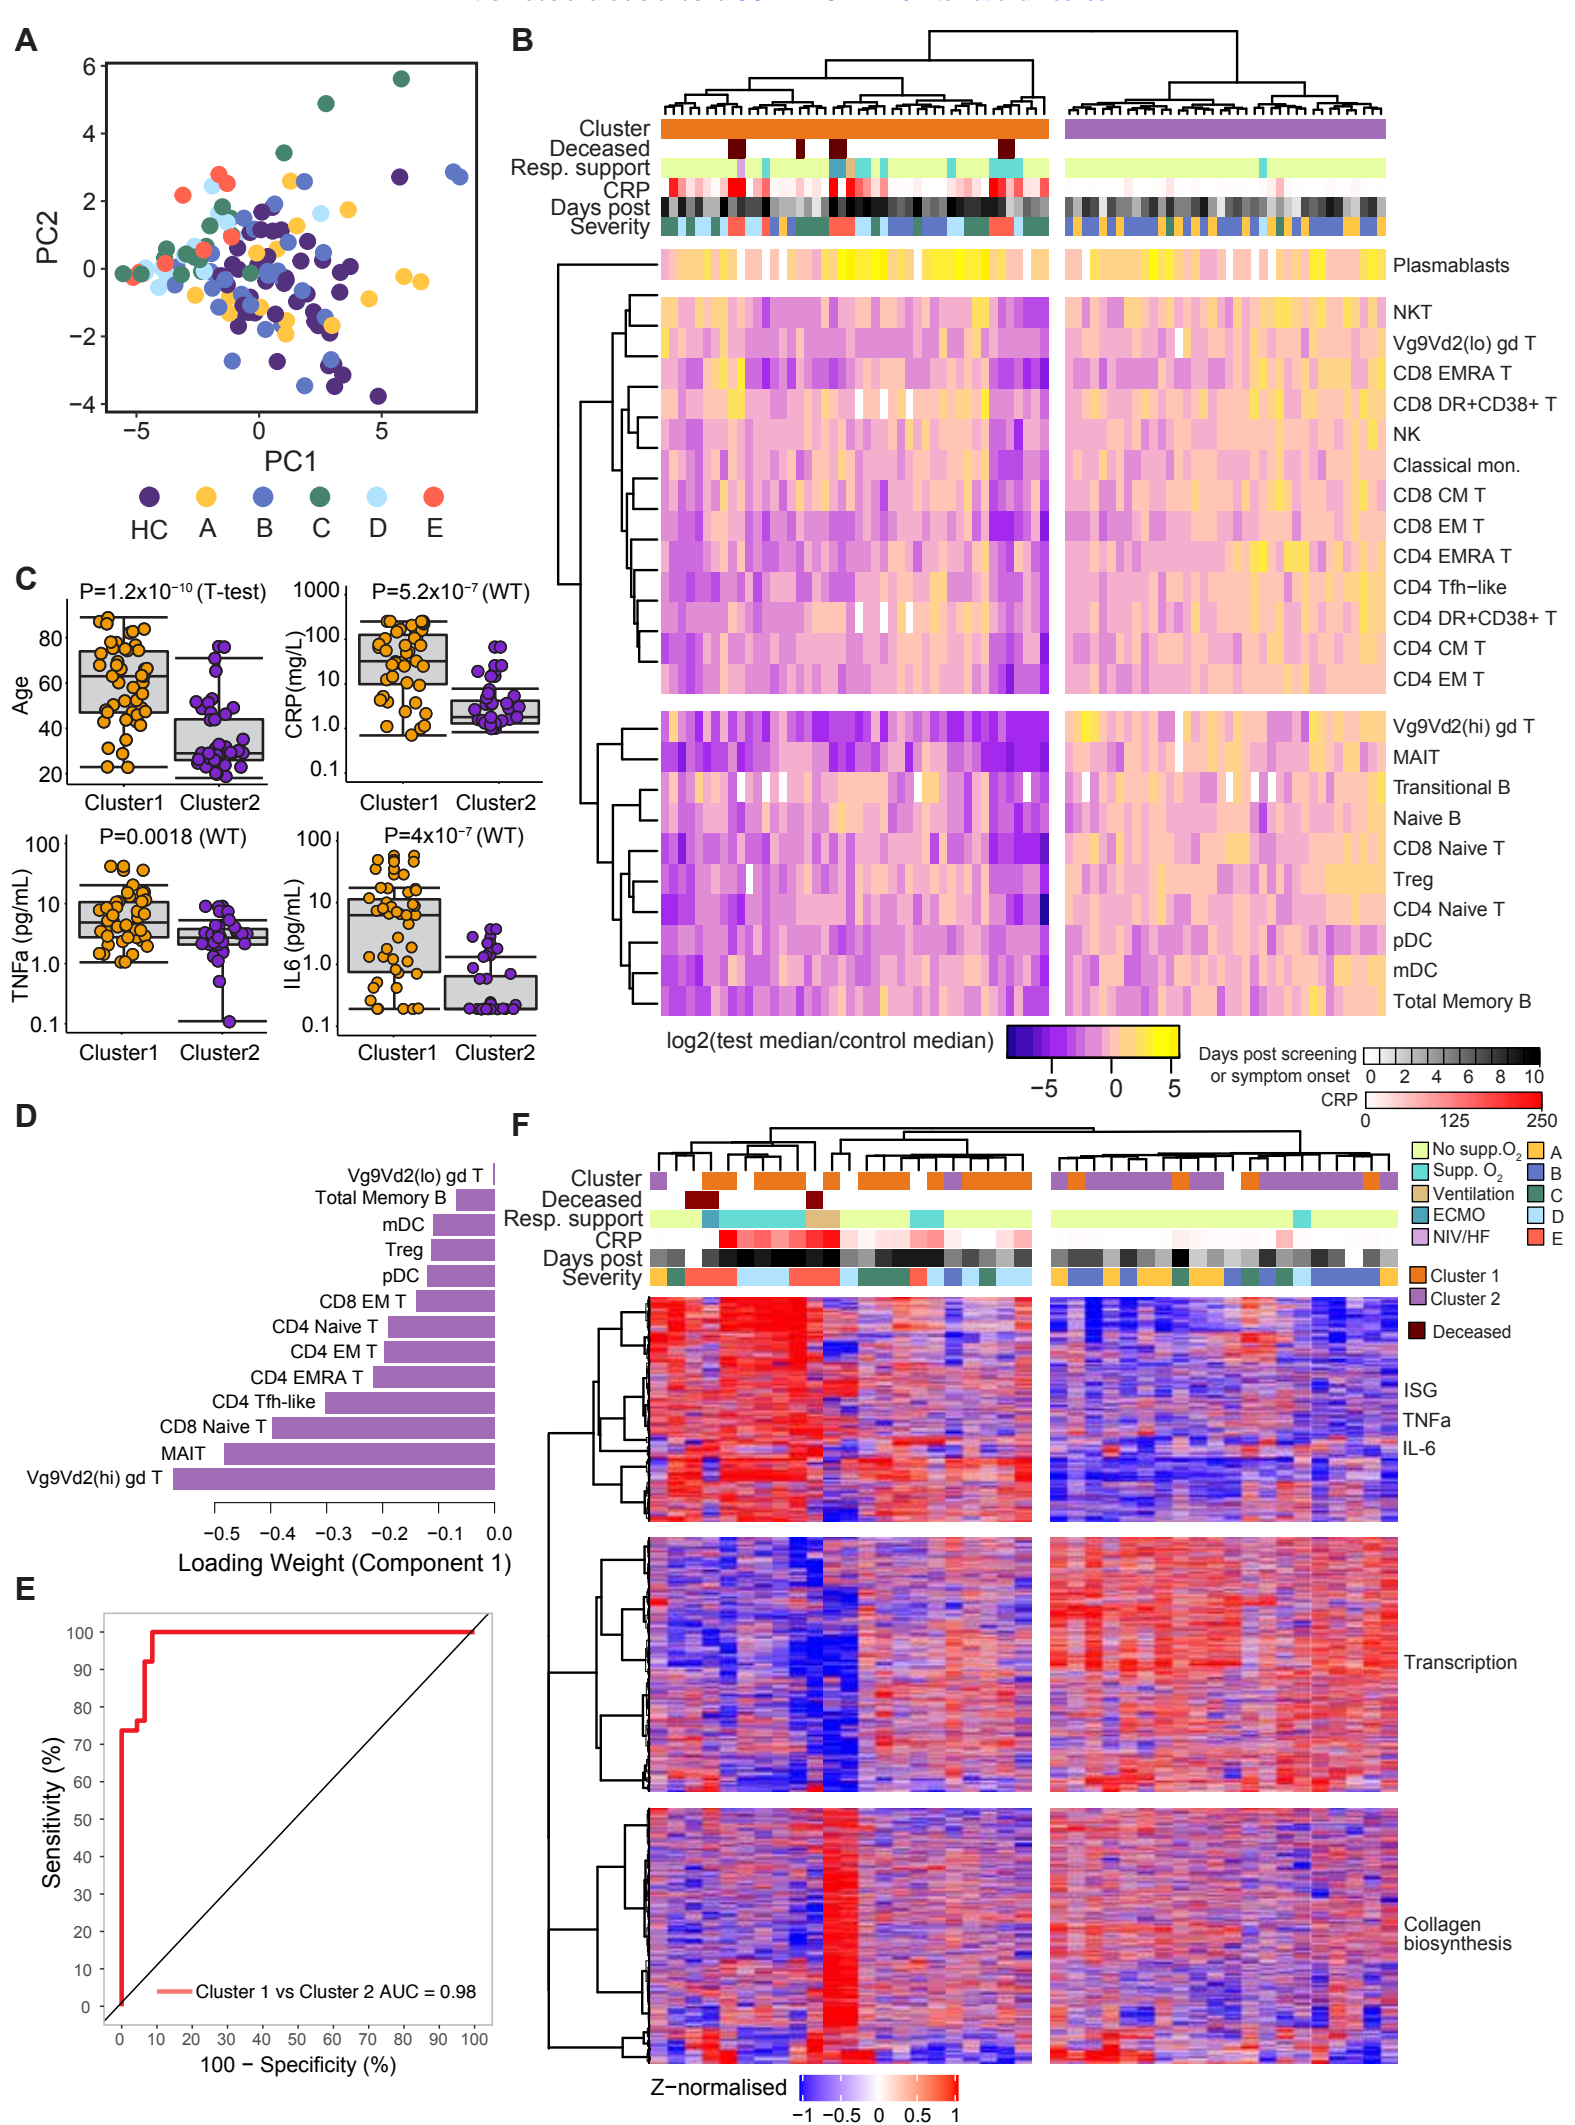 A
6
4
2
0
−2
−4
PC2
−5
0
5
PC1
HC
A
B
C
D
E
B
Cluster
Deceased
Resp. support
CRP
Days post
Severity
Plasmablasts
NKT
Vg9Vd2(lo) gd T
CD8 EMRA T
CD8 DR+CD38+ T
NK
Classical mon.
CD8 CM T
CD8 EM T
CD4 EMRA T
CD4 Tfh−like
CD4 DR+CD38+ T
CD4 CM T
CD4 EM T
Vg9Vd2(hi) gd T
MAIT
Transitional B
Naive B
CD8 Naive T
Treg
CD4 Naive T
pDC
mDC
Total Memory B
log2(test median/control median)
−5
0
5
Days post screening
or symptom onset
0 2 4 6 8 10
CRP
0 125 250
C
P=1.2x10⁻¹⁰ (T-test)
Age
80
60
40
20
Cluster1 Cluster2
P=5.2x10⁻⁷ (WT)
CRP(mg/L)
1000
100
10
1.0
0.1
Cluster1 Cluster2
P=0.0018 (WT)
TNFa (pg/mL)
100
10
1.0
0.1
Cluster1 Cluster2
P=4x10⁻⁷ (WT)
IL6 (pg/mL)
100
10
1.0
0.1
Cluster1 Cluster2
D
Vg9Vd2(lo) gd T
Total Memory B
mDC
Treg
pDC
CD8 EM T
CD4 Naive T
CD4 EM T
CD4 EMRA T
CD4 Tfh-like
CD8 Naive T
MAIT
Vg9Vd2(hi) gd T
−0.5 −0.4 −0.3 −0.2 −0.1 0.0
Loading Weight (Component 1)
E
Sensitivity (%)
100
90
80
70
60
50
40
30
20
10
0
Cluster 1 vs Cluster 2 AUC = 0.98
0 10 20 30 40 50 60 70 80 90 100
100 − Specificity (%)
F
Cluster
Deceased
Resp. support
CRP
Days post
Severity
No supp.O₂
Supp. O₂
Ventilation
ECMO
NIV/HF
A
B
C
D
E
Cluster 1
Cluster 2
Deceased
ISG
TNFa
IL-6
Transcription
Collagen
biosynthesis
Z−normalised
−1 −0.5 0 0.5 1